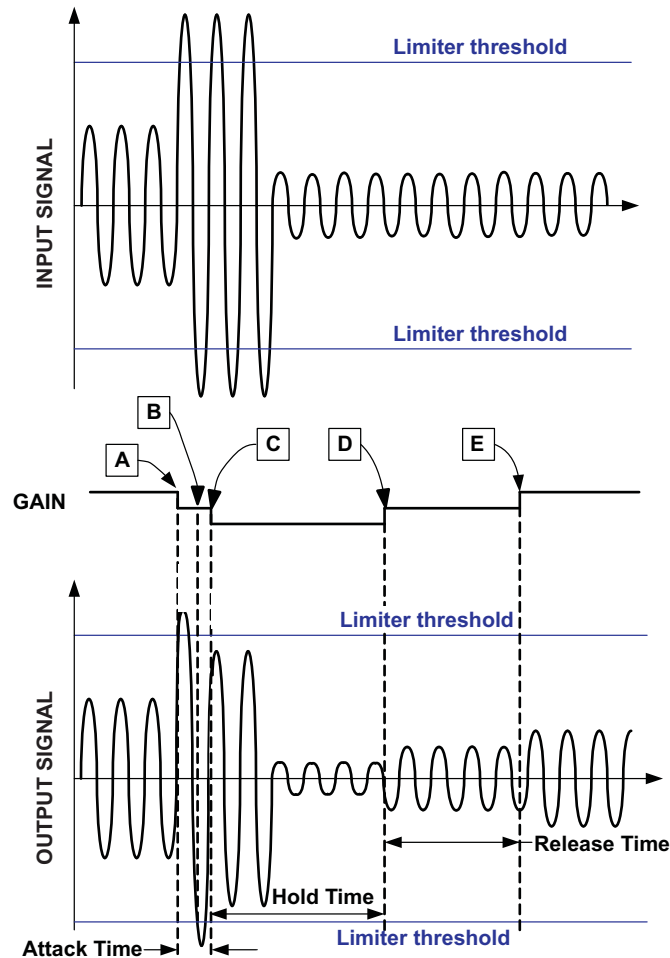 Limiter threshold
INPUT SIGNAL
Limiter threshold
B
A
C
D
E
GAIN
Limiter threshold
OUTPUT SIGNAL
Release Time
Hold Time
Limiter threshold
Attack Time